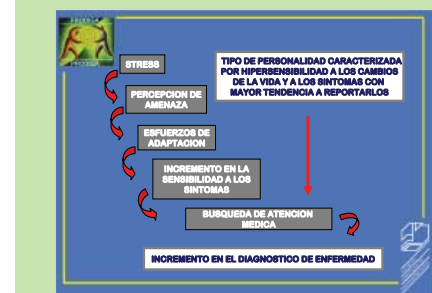 STRESS
TIPO DE PERSONALIDAD CARACTERIZADA
POR HIPERSENSIBILIDAD A LOS CAMBIOS
DE LA VIDA Y A LOS SINTOMAS CON
MAYOR TENDENCIA A REPORTARLOS
PERCEPCION DE
AMENAZA
ESFUERZOS DE
ADAPTACION
INCREMENTO EN LA
SENSIBILIDAD A LOS
SINTOMAS
BUSQUEDA DE ATENCION
MEDICA
INCREMENTO EN EL DIAGNOSTICO DE ENFERMEDAD